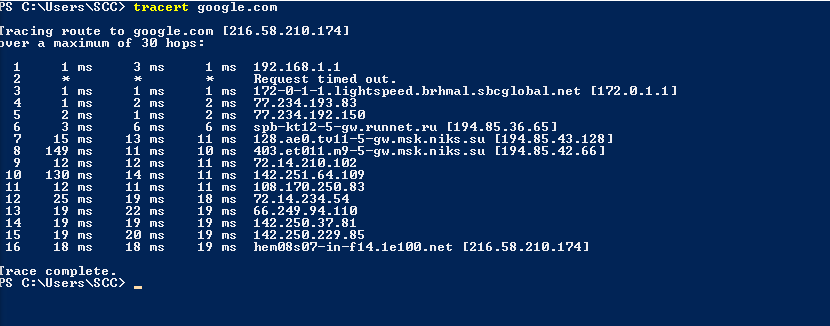 PS C:\Users\SCC> tracert google.com
Tracing route to google.com [216.58.210.174]
over a maximum of 30 hops:
1 1 ms 3 ms 1 ms 192.168.1.1
2 * * * Request timed out.
3 1 ms 1 ms 1 ms 172-0-1-1.lightspeed.brhmal.sbcglobal.net [172.0.1.1]
4 1 ms 2 ms 2 ms 77.234.193.83
5 2 ms 1 ms 2 ms 77.234.192.150
6 3 ms 6 ms 6 ms spb-kt12-5-gw.runnet.ru [194.85.36.65]
7 15 ms 13 ms 11 ms 128.ae0.tv11-5-gw.msk.niks.su [194.85.43.128]
8 149 ms 11 ms 10 ms 403.et011.m9-5-gw.msk.niks.su [194.85.42.66]
9 12 ms 12 ms 11 ms 72.14.210.102
10 130 ms 14 ms 11 ms 142.251.64.109
11 12 ms 11 ms 11 ms 108.170.250.83
12 25 ms 19 ms 18 ms 72.14.234.54
13 19 ms 22 ms 19 ms 66.249.94.110
14 19 ms 19 ms 19 ms 142.250.37.81
15 19 ms 20 ms 19 ms 142.250.229.85
16 18 ms 18 ms 19 ms hem08s07-in-f14.1e100.net [216.58.210.174]
Trace complete.
PS C:\Users\SCC> _